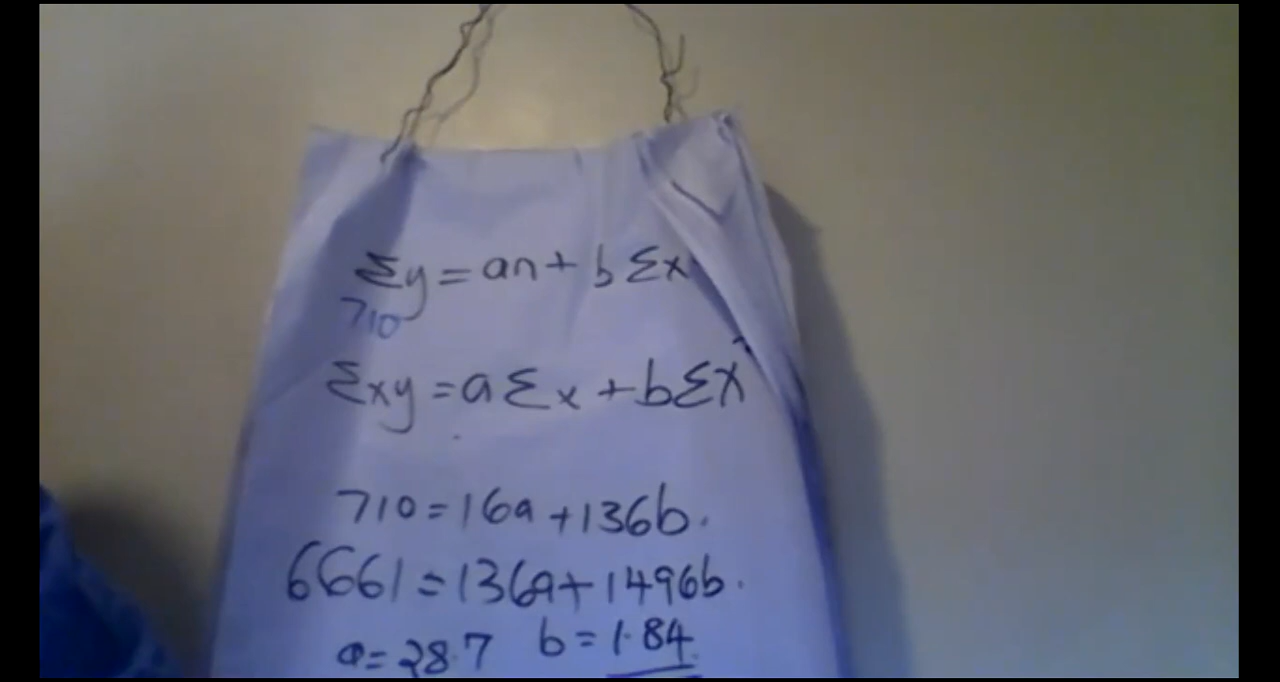 Σy = an + bΣx
710
Σxy = aΣx + bΣx²
710 = 16a + 136b.
6661 = 136a + 1496b.
a = 28.7 b = 1.84